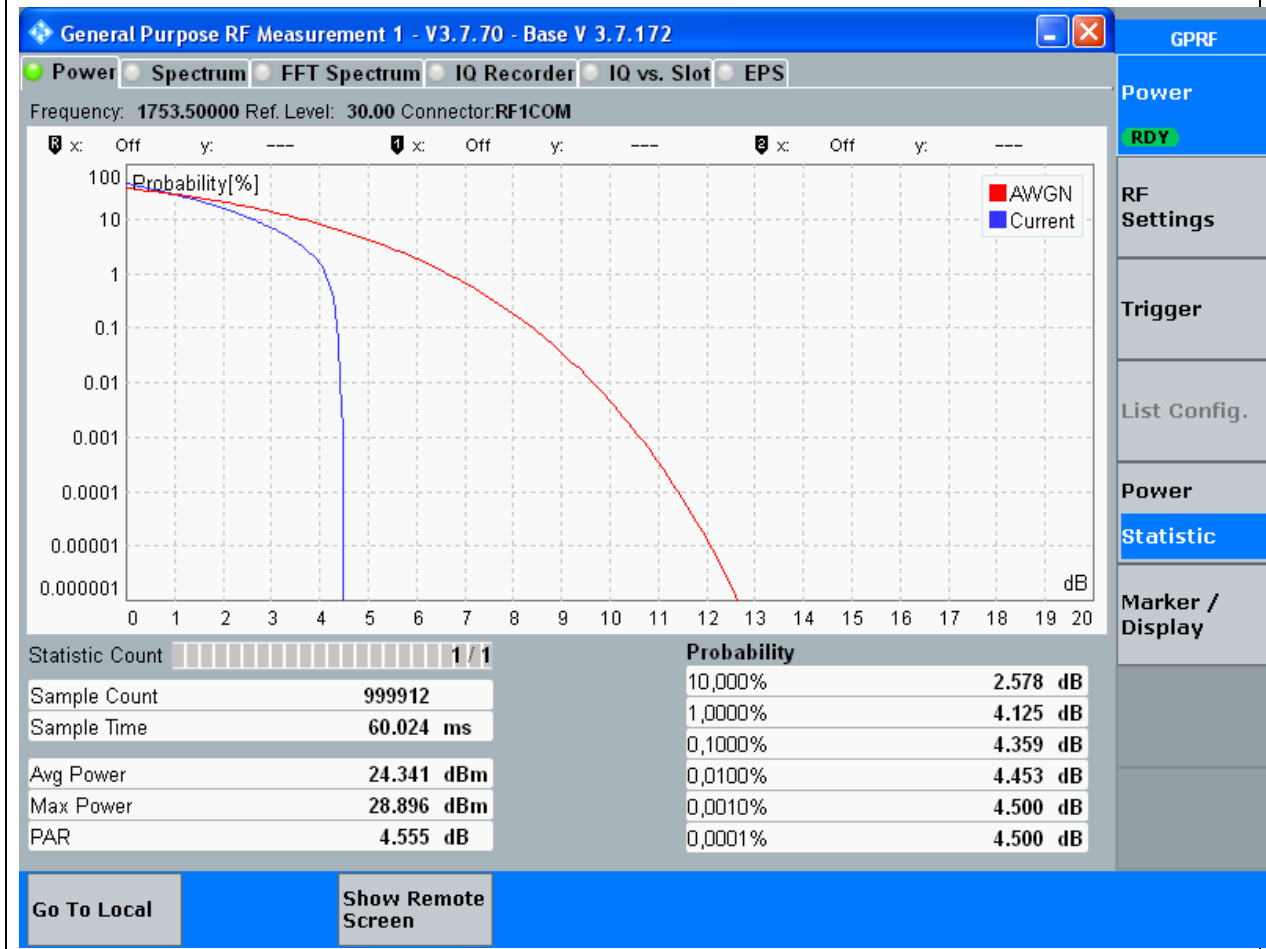 General Purpose RF Measurement 1 - V3.7.70 - Base V 3.7.172
GPRF
Power Spectrum FFT Spectrum IQ Recorder IQ vs. Slot EPS
Frequency: 1753.50000 Ref. Level: 30.00 Connector:RF1COM
R x: Off y: --- 1 x: Off y: --- 2 x: Off y: ---
Probability[%]
AWGN
Current
100
10
1
0.1
0.01
0.001
0.0001
0.00001
0.000001
dB
0 1 2 3 4 5 6 7 8 9 10 11 12 13 14 15 16 17 18 19 20
Statistic Count 1 / 1
Sample Count 999912
Sample Time 60.024 ms
Avg Power 24.341 dBm
Max Power 28.896 dBm
PAR 4.555 dB
Probability
10,000% 2.578 dB
1,0000% 4.125 dB
0,1000% 4.359 dB
0,0100% 4.453 dB
0,0010% 4.500 dB
0,0001% 4.500 dB
Power
RDY
RF
Settings
Trigger
List Config.
Power
Statistic
Marker /
Display
Go To Local
Show Remote
Screen